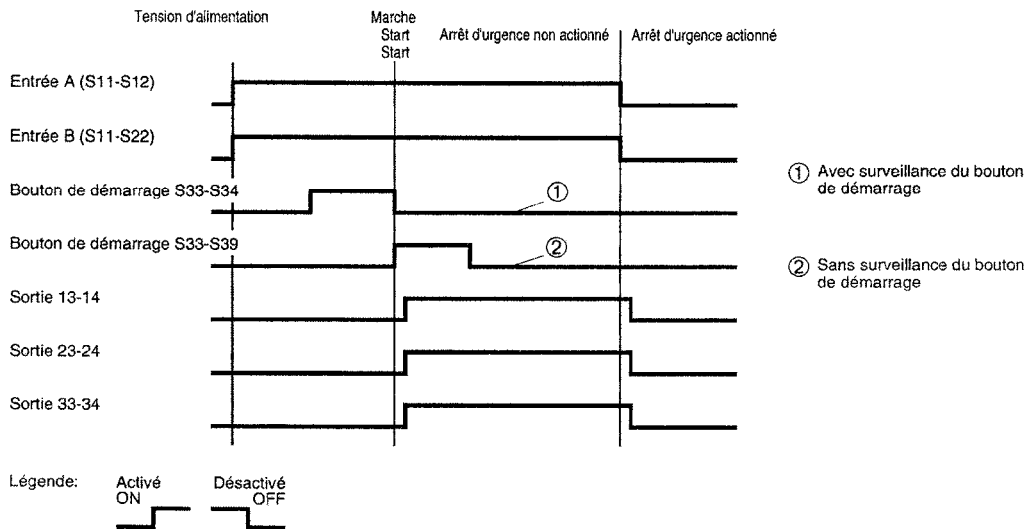 Tension d'alimentation
Marche
Start
Start
Arrêt d'urgence non actionné
Arrêt d'urgence actionné
Entrée A (S11-S12)
Entrée B (S11-S22)
Bouton de démarrage S33-S34
①
① Avec surveillance du bouton
de démarrage
Bouton de démarrage S33-S39
②
② Sans surveillance du bouton
de démarrage
Sortie 13-14
Sortie 23-24
Sortie 33-34
Légende:
Activé
ON
Désactivé
OFF